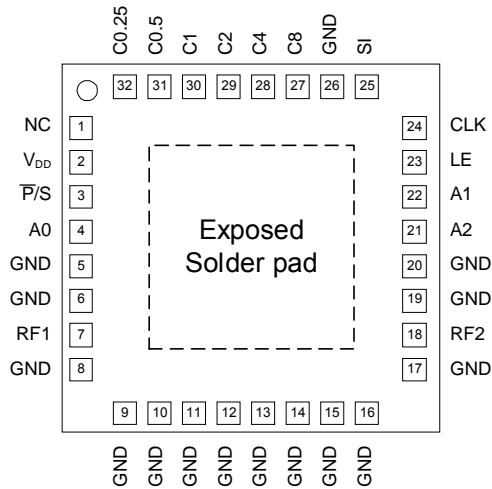 C0.25 C0.5 C1 C2 C4 C8 GND SI
32 31 30 29 28 27 26 25
NC 1 24 CLK
VDD 2 23 LE
P̅/S 3 22 A1
A0 4 21 A2
GND 5 20 GND
GND 6 19 GND
RF1 7 18 RF2
GND 8 17 GND
Exposed
Solder pad
9 10 11 12 13 14 15 16
GND GND GND GND GND GND GND GND